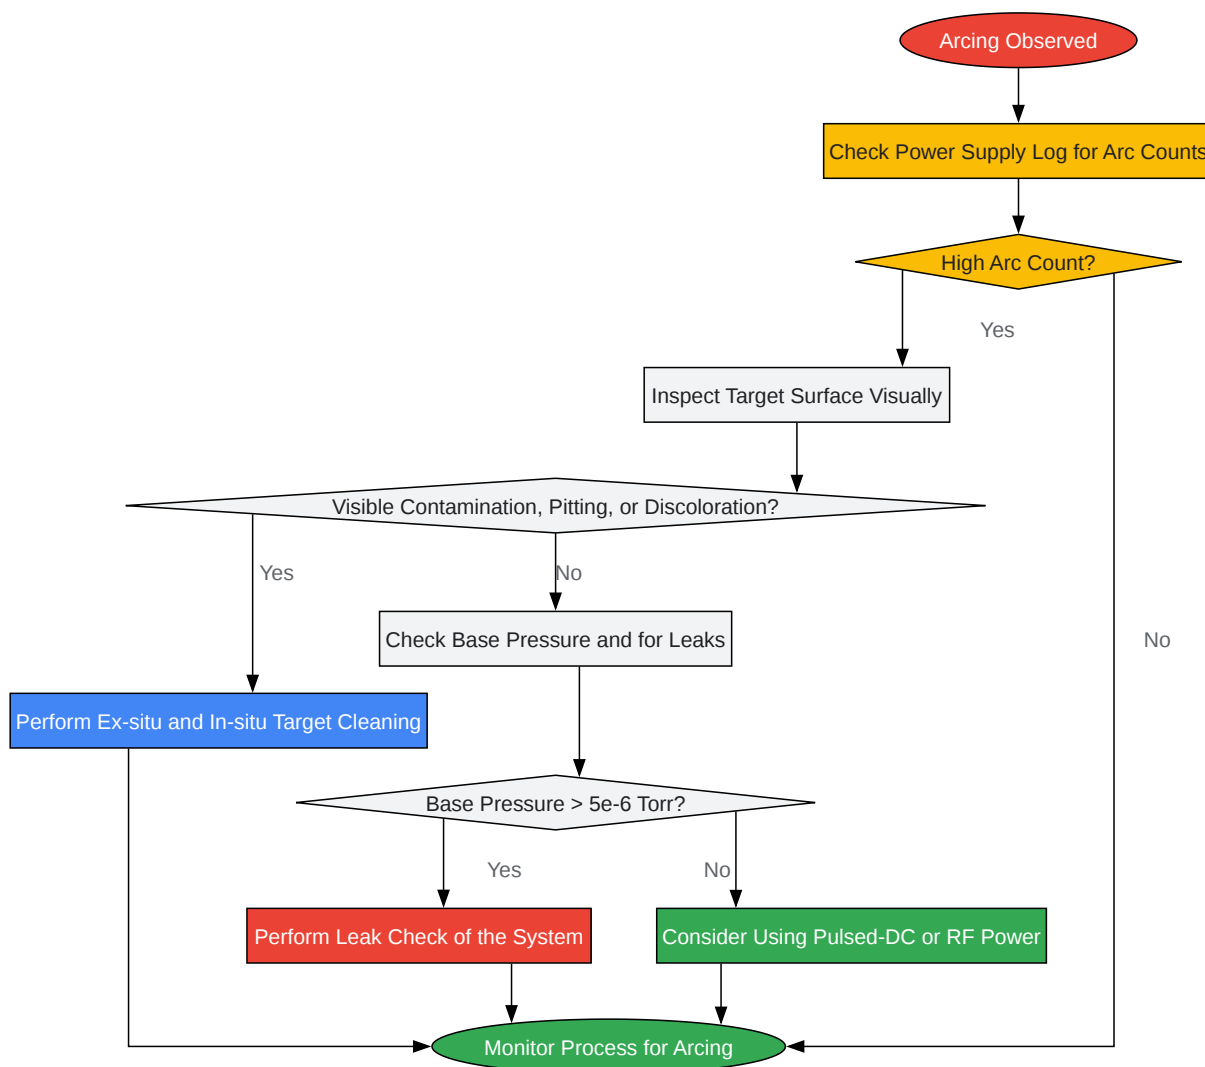 Arcing Observed
Check Power Supply Log for Arc Counts
High Arc Count?
Yes
Inspect Target Surface Visually
Visible Contamination, Pitting, or Discoloration?
Yes
No
Check Base Pressure and for Leaks
No
Perform Ex-situ and In-situ Target Cleaning
Base Pressure > 5e-6 Torr?
Yes
No
Perform Leak Check of the System
Consider Using Pulsed-DC or RF Power
Monitor Process for Arcing